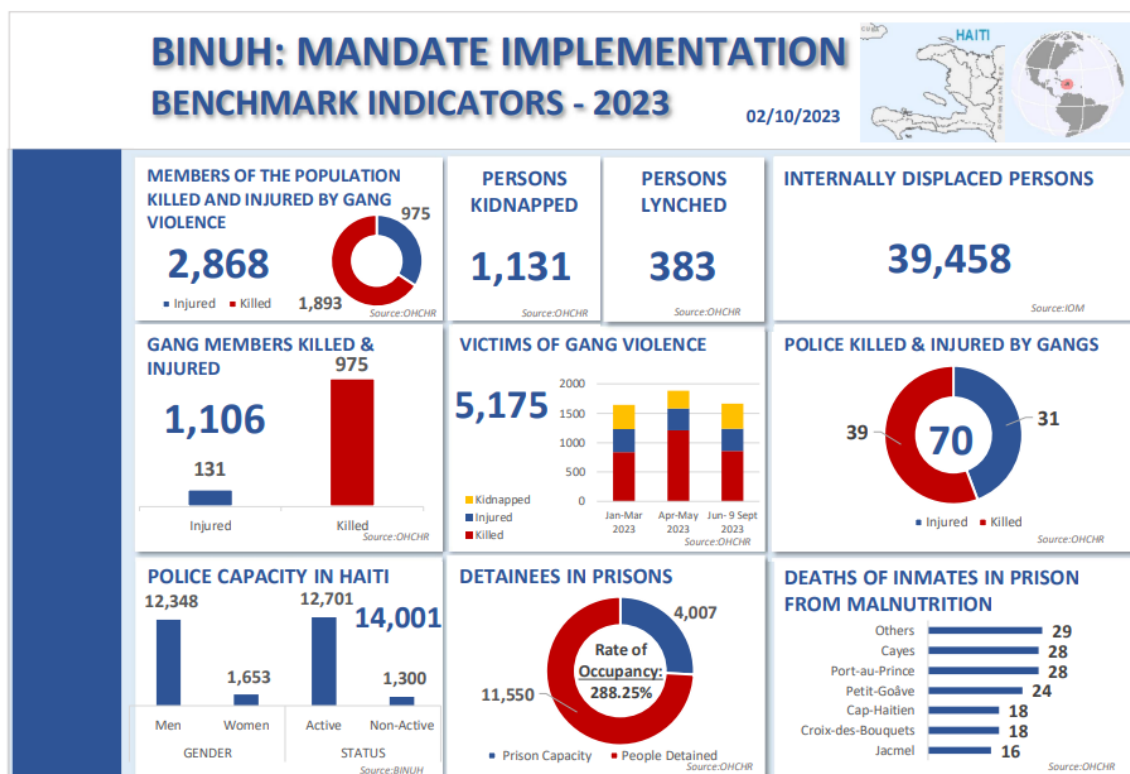 BINUH: MANDATE IMPLEMENTATION
BENCHMARK INDICATORS - 2023
02/10/2023
HAITI
MEMBERS OF THE POPULATION
KILLED AND INJURED BY GANG
VIOLENCE
975
2,868
Injured
Killed
1,893
Source:OHCHR
PERSONS
KIDNAPPED
1,131
Source:OHCHR
PERSONS
LYNCHED
383
Source:OHCHR
INTERNALLY DISPLACED PERSONS
39,458
Source:IOM
GANG MEMBERS KILLED &
INJURED
975
1,106
131
Injured
Killed
Source:OHCHR
VICTIMS OF GANG VIOLENCE
5,175
2000
1500
1000
500
0
Kidnapped
Injured
Killed
Jan-Mar
2023
Apr-May
2023
Jun- 9 Sept
2023
Source:OHCHR
POLICE KILLED & INJURED BY GANGS
39
70
31
Injured
Killed
Source:OHCHR
POLICE CAPACITY IN HAITI
12,348
12,701
14,001
1,653
1,300
Men
Women
Active
Non-Active
GENDER
STATUS
Source:BINUH
DETAINEES IN PRISONS
4,007
Rate of
Occupancy:
288.25%
11,550
Prison Capacity
People Detained
DEATHS OF INMATES IN PRISON
FROM MALNUTRITION
Others 29
Cayes 28
Port-au-Prince 28
Petit-Goâve 24
Cap-Haitien 18
Croix-des-Bouquets 18
Jacmel 16
Source:OHCHR